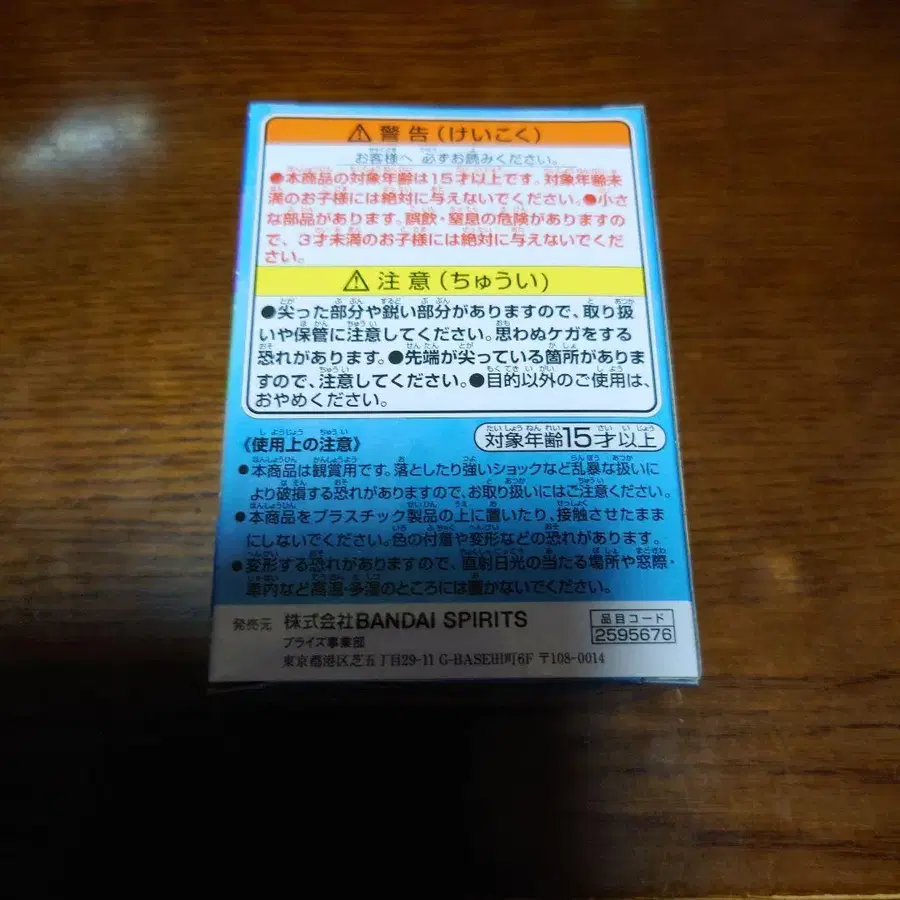 ⚠ 警告(けいこく)
お客様へ 必ずお読みください。
●本商品の対象年齢は15才以上です。対象年齢未
満のお子様には絶対に与えないでください。●小さ
な部品があります。誤飲・窒息の危険がありますの
で、3才未満のお子様には絶対に与えないでくだ
さい。
⚠ 注意(ちゅうい)
●尖った部分や鋭い部分がありますので、取り扱
いや保管に注意してください。思わぬケガをする
恐れがあります。●先端が尖っている箇所がありま
すので、注意してください。●目的以外のご使用は、
おやめください。
《使用上の注意》
対象年齢15才以上
●本商品は観賞用です。落としたり強いショックなど乱暴な扱いに
より破損する恐れがありますので、お取り扱いにはご注意ください。
●本商品をプラスチック製品の上に置いたり、接触させたまま
にしないでください。色の付着や変形などの恐れがあります。
●変形する恐れがありますので、直射日光の当たる場所や窓際・
車内など高温・多湿のところには置かないでください。
発売元 株式会社BANDAI SPIRITS
プライズ事業部
東京都港区芝五丁目29-11 G-BASE田町6F 〒108-0014
品目コード
2595676